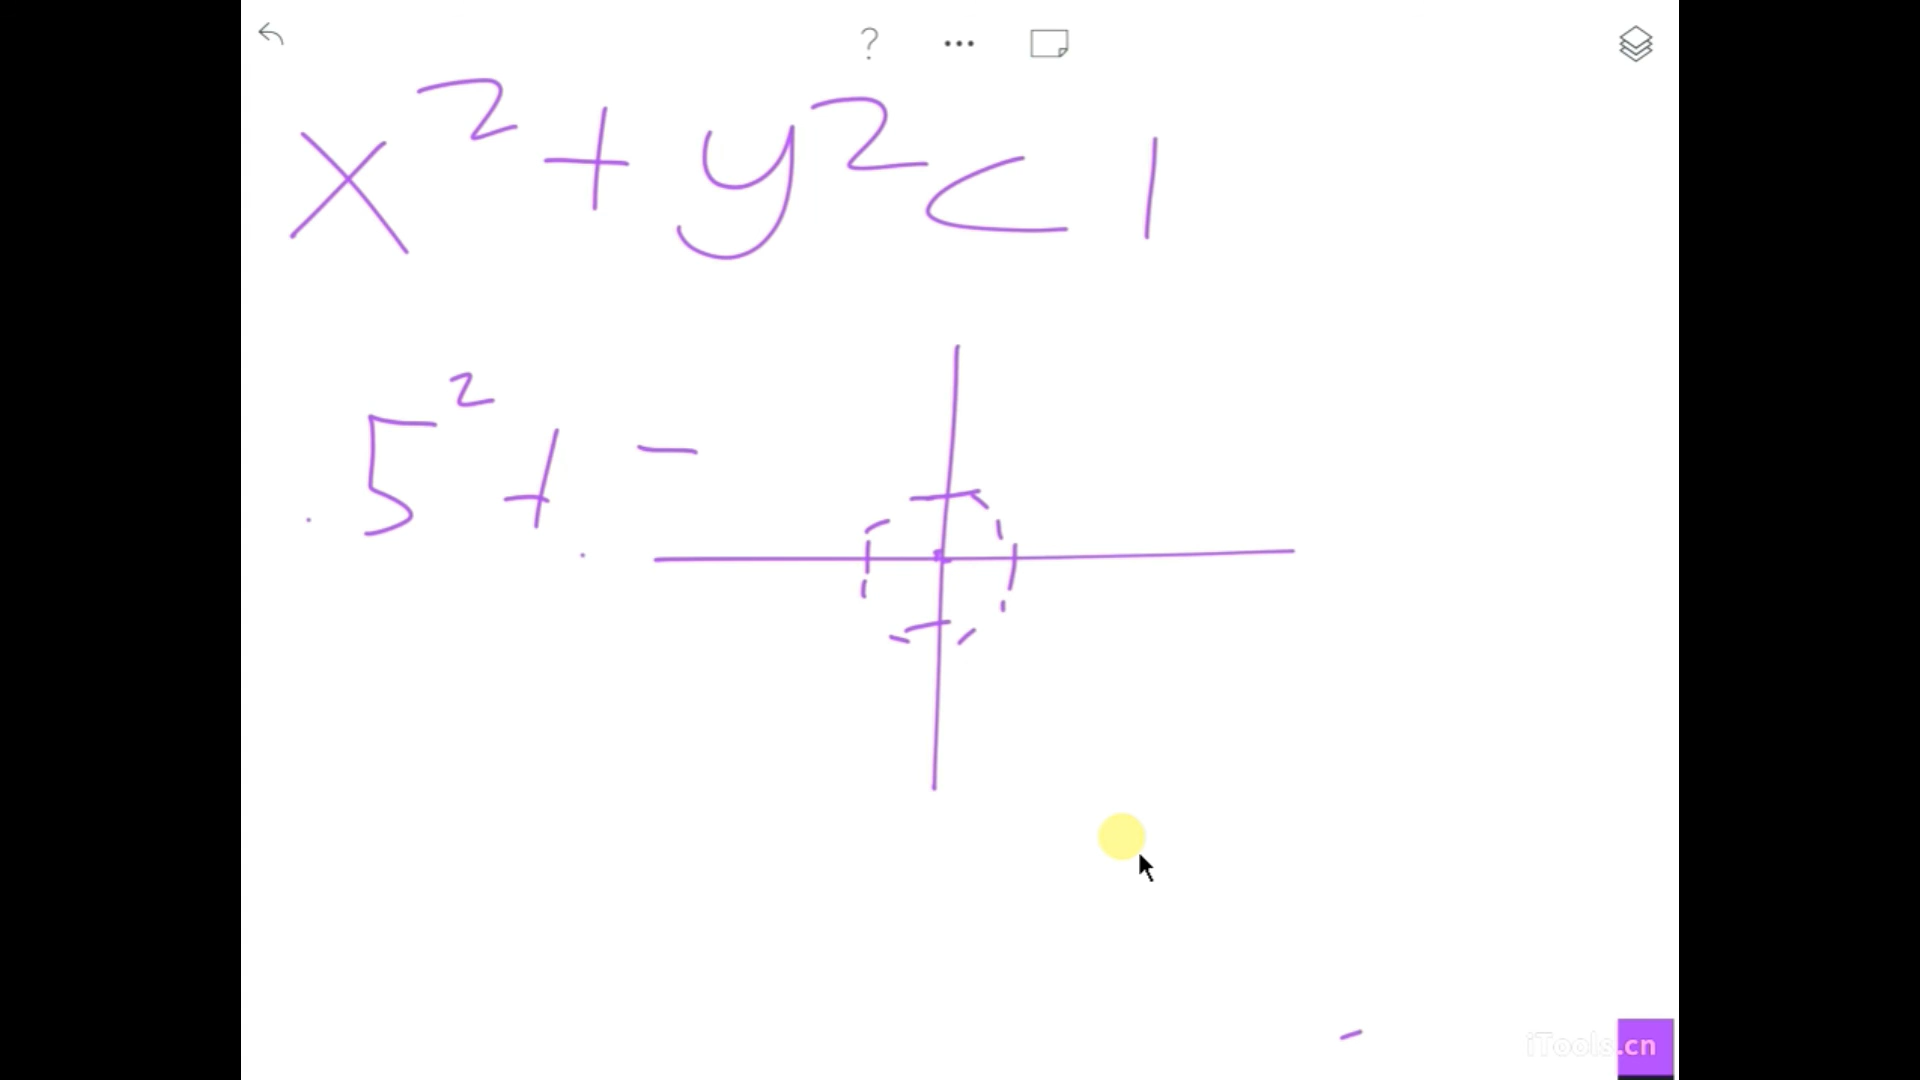 ?
x² + y² < 1
.5² + .
iTools.cn